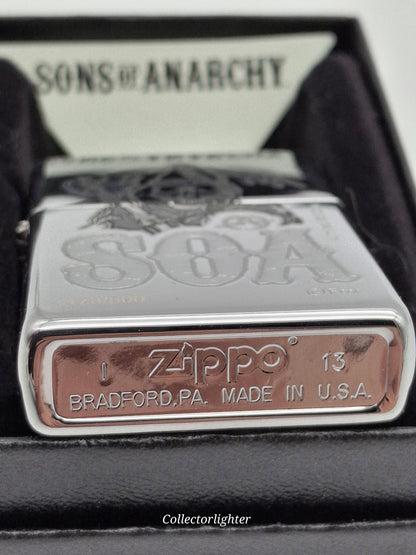 SONS OF ANARCHY
SOA
I zippo® 13
BRADFORD,PA. MADE IN U.S.A.
Collectorlighter